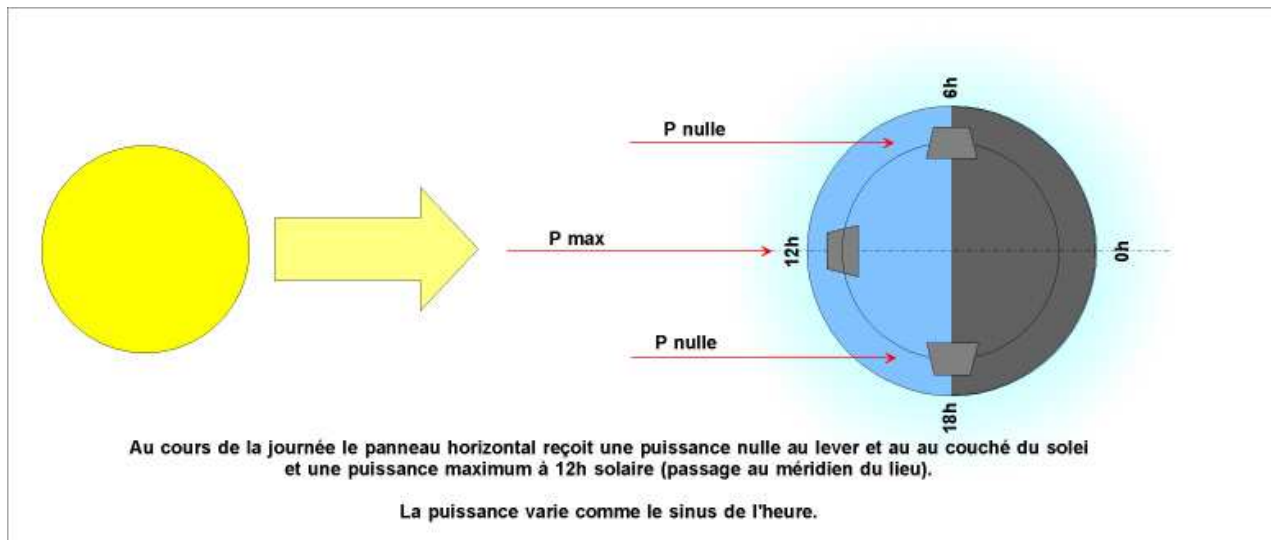 6h
P nulle
P max
12h
0h
P nulle
18h
Au cours de la journée le panneau horizontal reçoit une puissance nulle au lever et au au couché du solei
et une puissance maximum à 12h solaire (passage au méridien du lieu).
La puissance varie comme le sinus de l'heure.